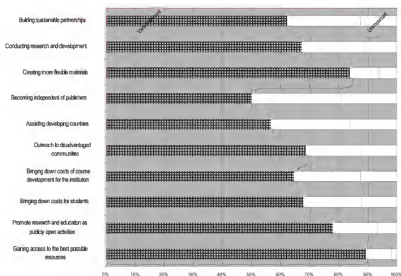 Building sustainable partnerships
Very important
Unimportant
Conducting research and development
Creating more flexible materials
Becoming independent of publishers
Assisting developing countries
Outreach to disadvantaged
communities
Bringing down costs of course
development for the institution
Bringing down costs for students
Promote research and education as
publicly open activities
Gaining access to the best possible
resources
0% 10% 20% 30% 40% 50% 60% 70% 80% 90% 100%